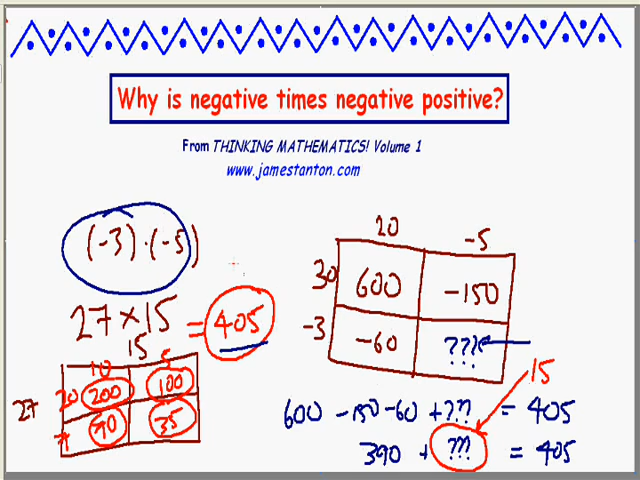 Why is negative times negative positive?
From THINKING MATHEMATICS! Volume 1
www.jamestanton.com
(-3)·(-5)
27 × 15 = 405
15
10 5
27
20 200 100
7 70 35
20 -5
30 600 -150
-3 -60 ???
15
600 -150 -60 + ?? = 405
390 + ??? = 405